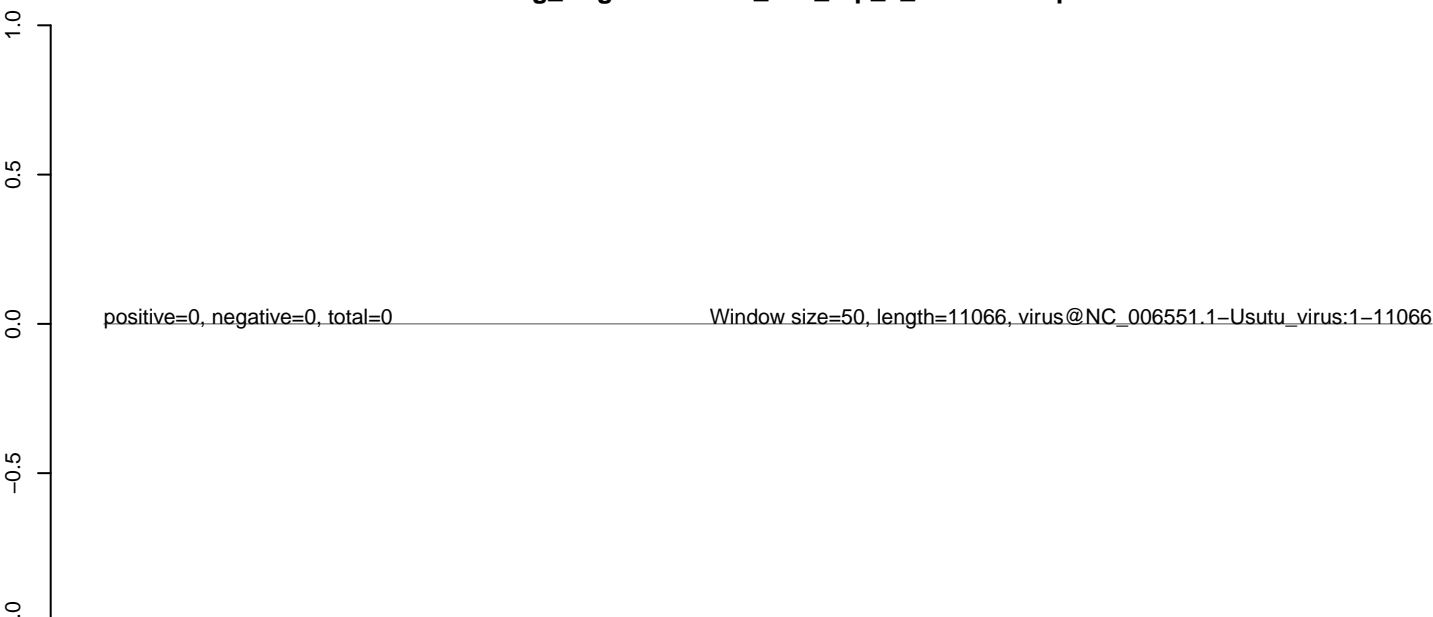 1.0
0.5
positive=0, negative=0, total=0 Window size=50, length=11066, virus@NC_006551.1−Usutu_virus:1−11066
0.0
−0.5